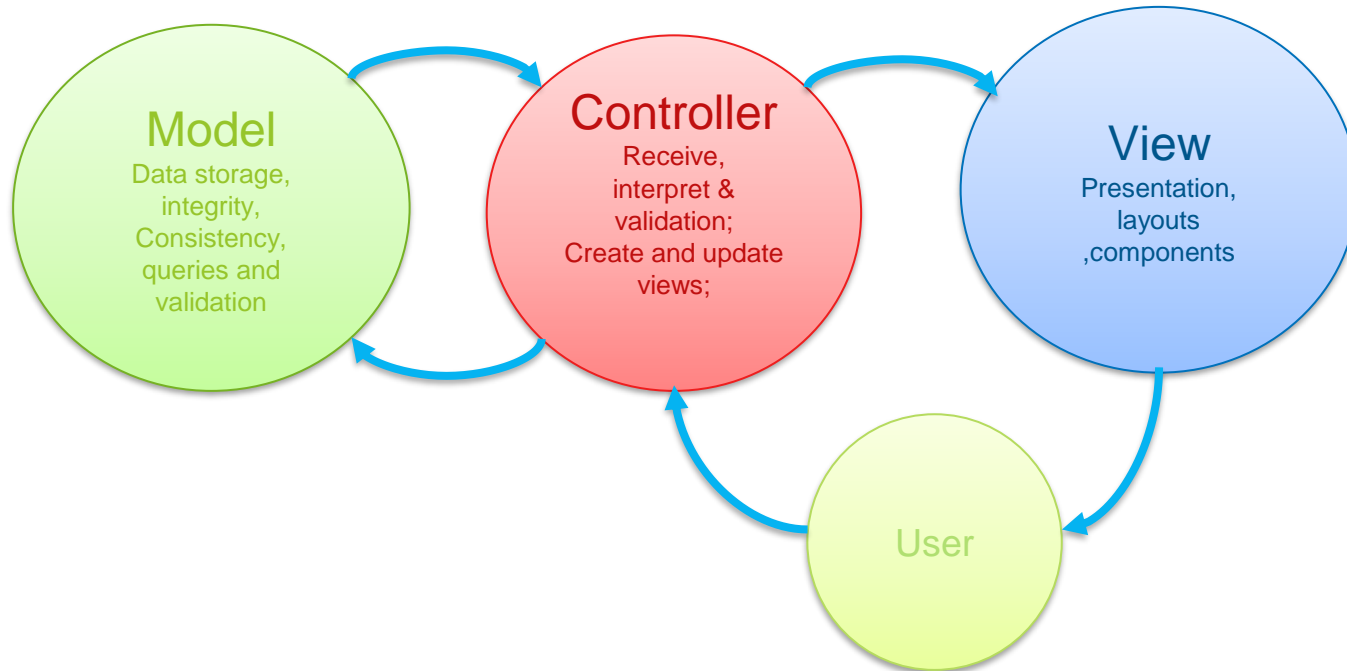 Model
Data storage,
integrity,
Consistency,
queries and
validation
Controller
Receive,
interpret &
validation;
Create and update
views;
View
Presentation,
layouts
,components
User